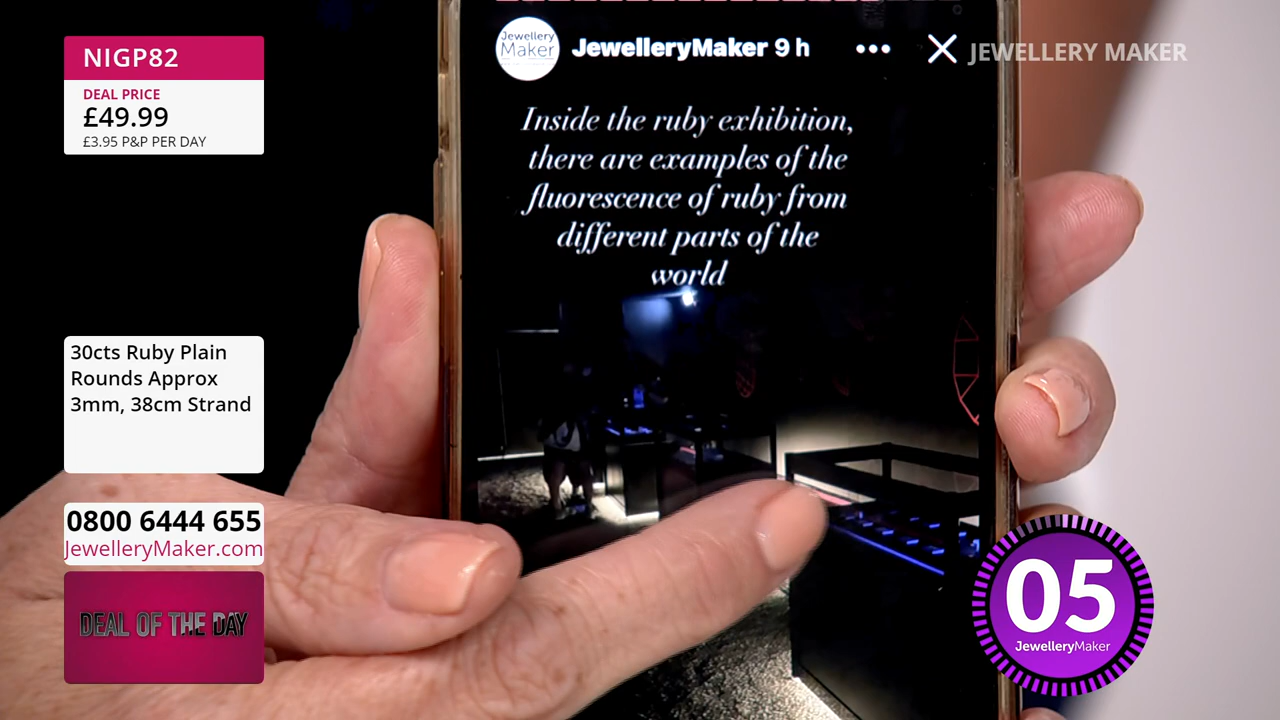 NIGP82
DEAL PRICE
£49.99
£3.95 P&P PER DAY
30cts Ruby Plain
Rounds Approx
3mm, 38cm Strand
0800 6444 655
JewelleryMaker.com
DEAL OF THE DAY
Jewellery
Maker
JewelleryMaker 9 h
JEWELLERY MAKER
Inside the ruby exhibition,
there are examples of the
fluorescence of ruby from
different parts of the
world
05
JewelleryMaker